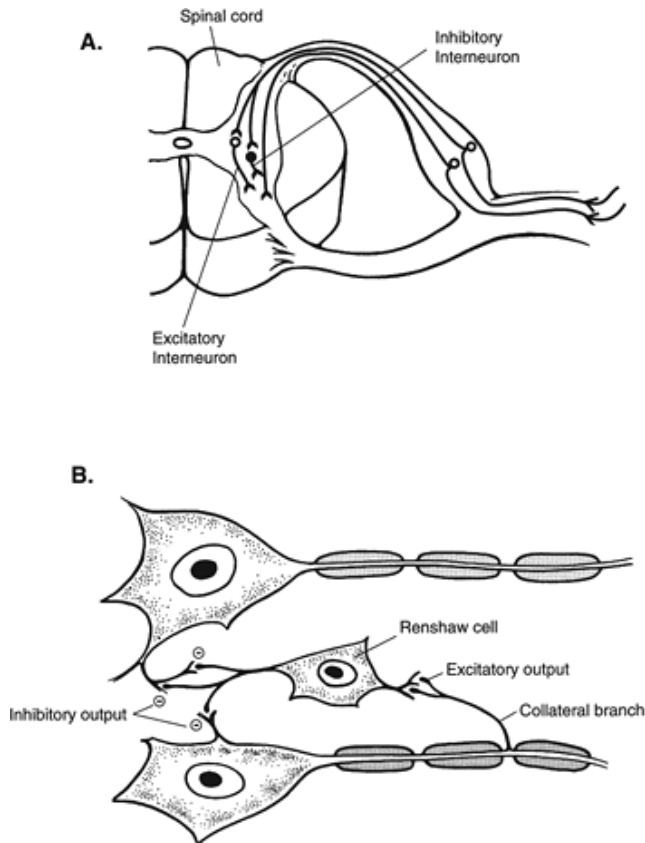 Spinal cord
A.
Inhibitory
Interneuron
Excitatory
Interneuron
B.
Renshaw cell
Excitatory output
Inhibitory output
Collateral branch